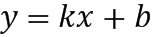 y = kx + b